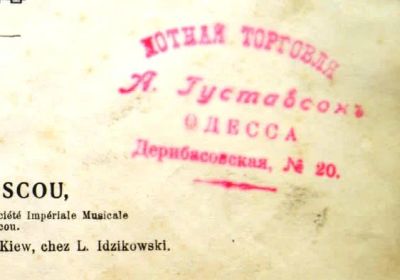 НОТНАЯ ТОРГОВЛЯ
А. Густавсонъ
ОДЕССА
Дерибасовская, № 20.
SCOU,
ciété Impériale Musicale
cou.
Kiew, chez L. Idzikowski.